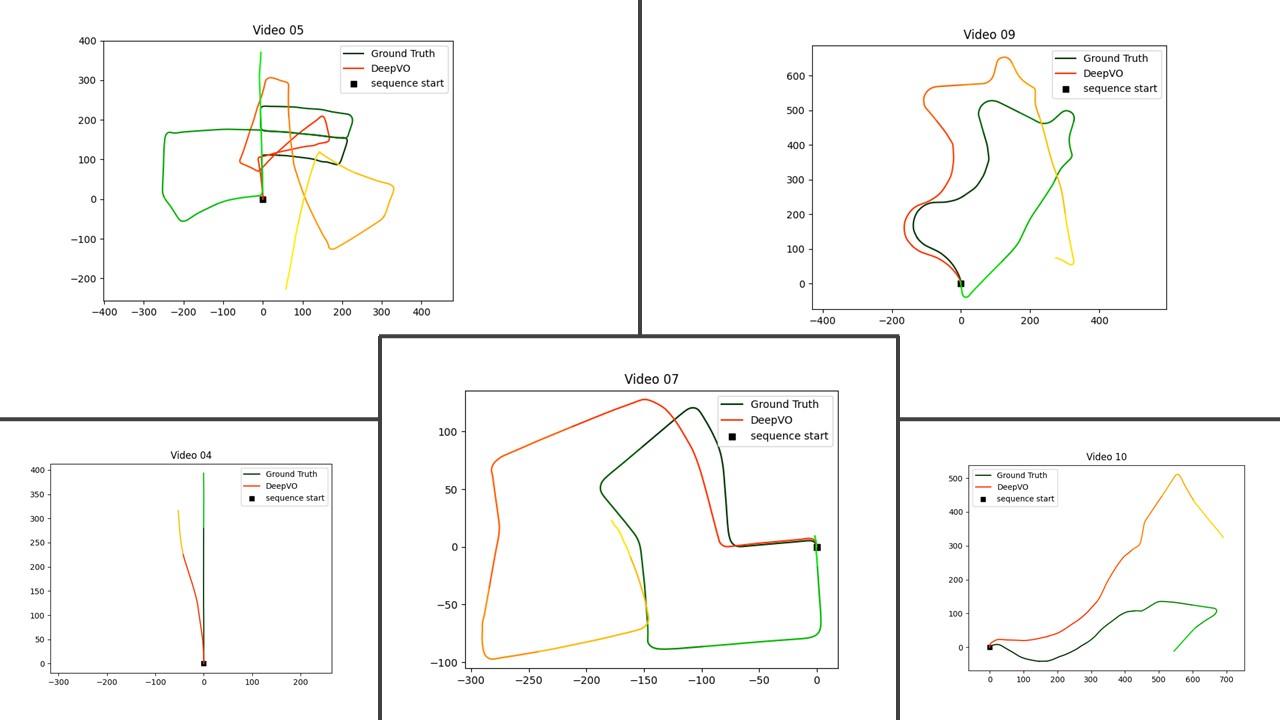 Video 05
400
300
200
100
0
−100
−200
−400 −300 −200 −100 0 100 200 300 400
Ground Truth
DeepVO
sequence start
Video 09
600
500
400
300
200
100
0
−400 −200 0 200 400
Ground Truth
DeepVO
sequence start
Video 04
400
350
300
250
200
150
100
50
0
−300 −200 −100 0 100 200
Ground Truth
DeepVO
sequence start
Video 07
100
50
0
−50
−100
−300 −250 −200 −150 −100 −50 0
Ground Truth
DeepVO
sequence start
Video 10
500
400
300
200
100
0
0 100 200 300 400 500 600 700
Ground Truth
DeepVO
sequence start